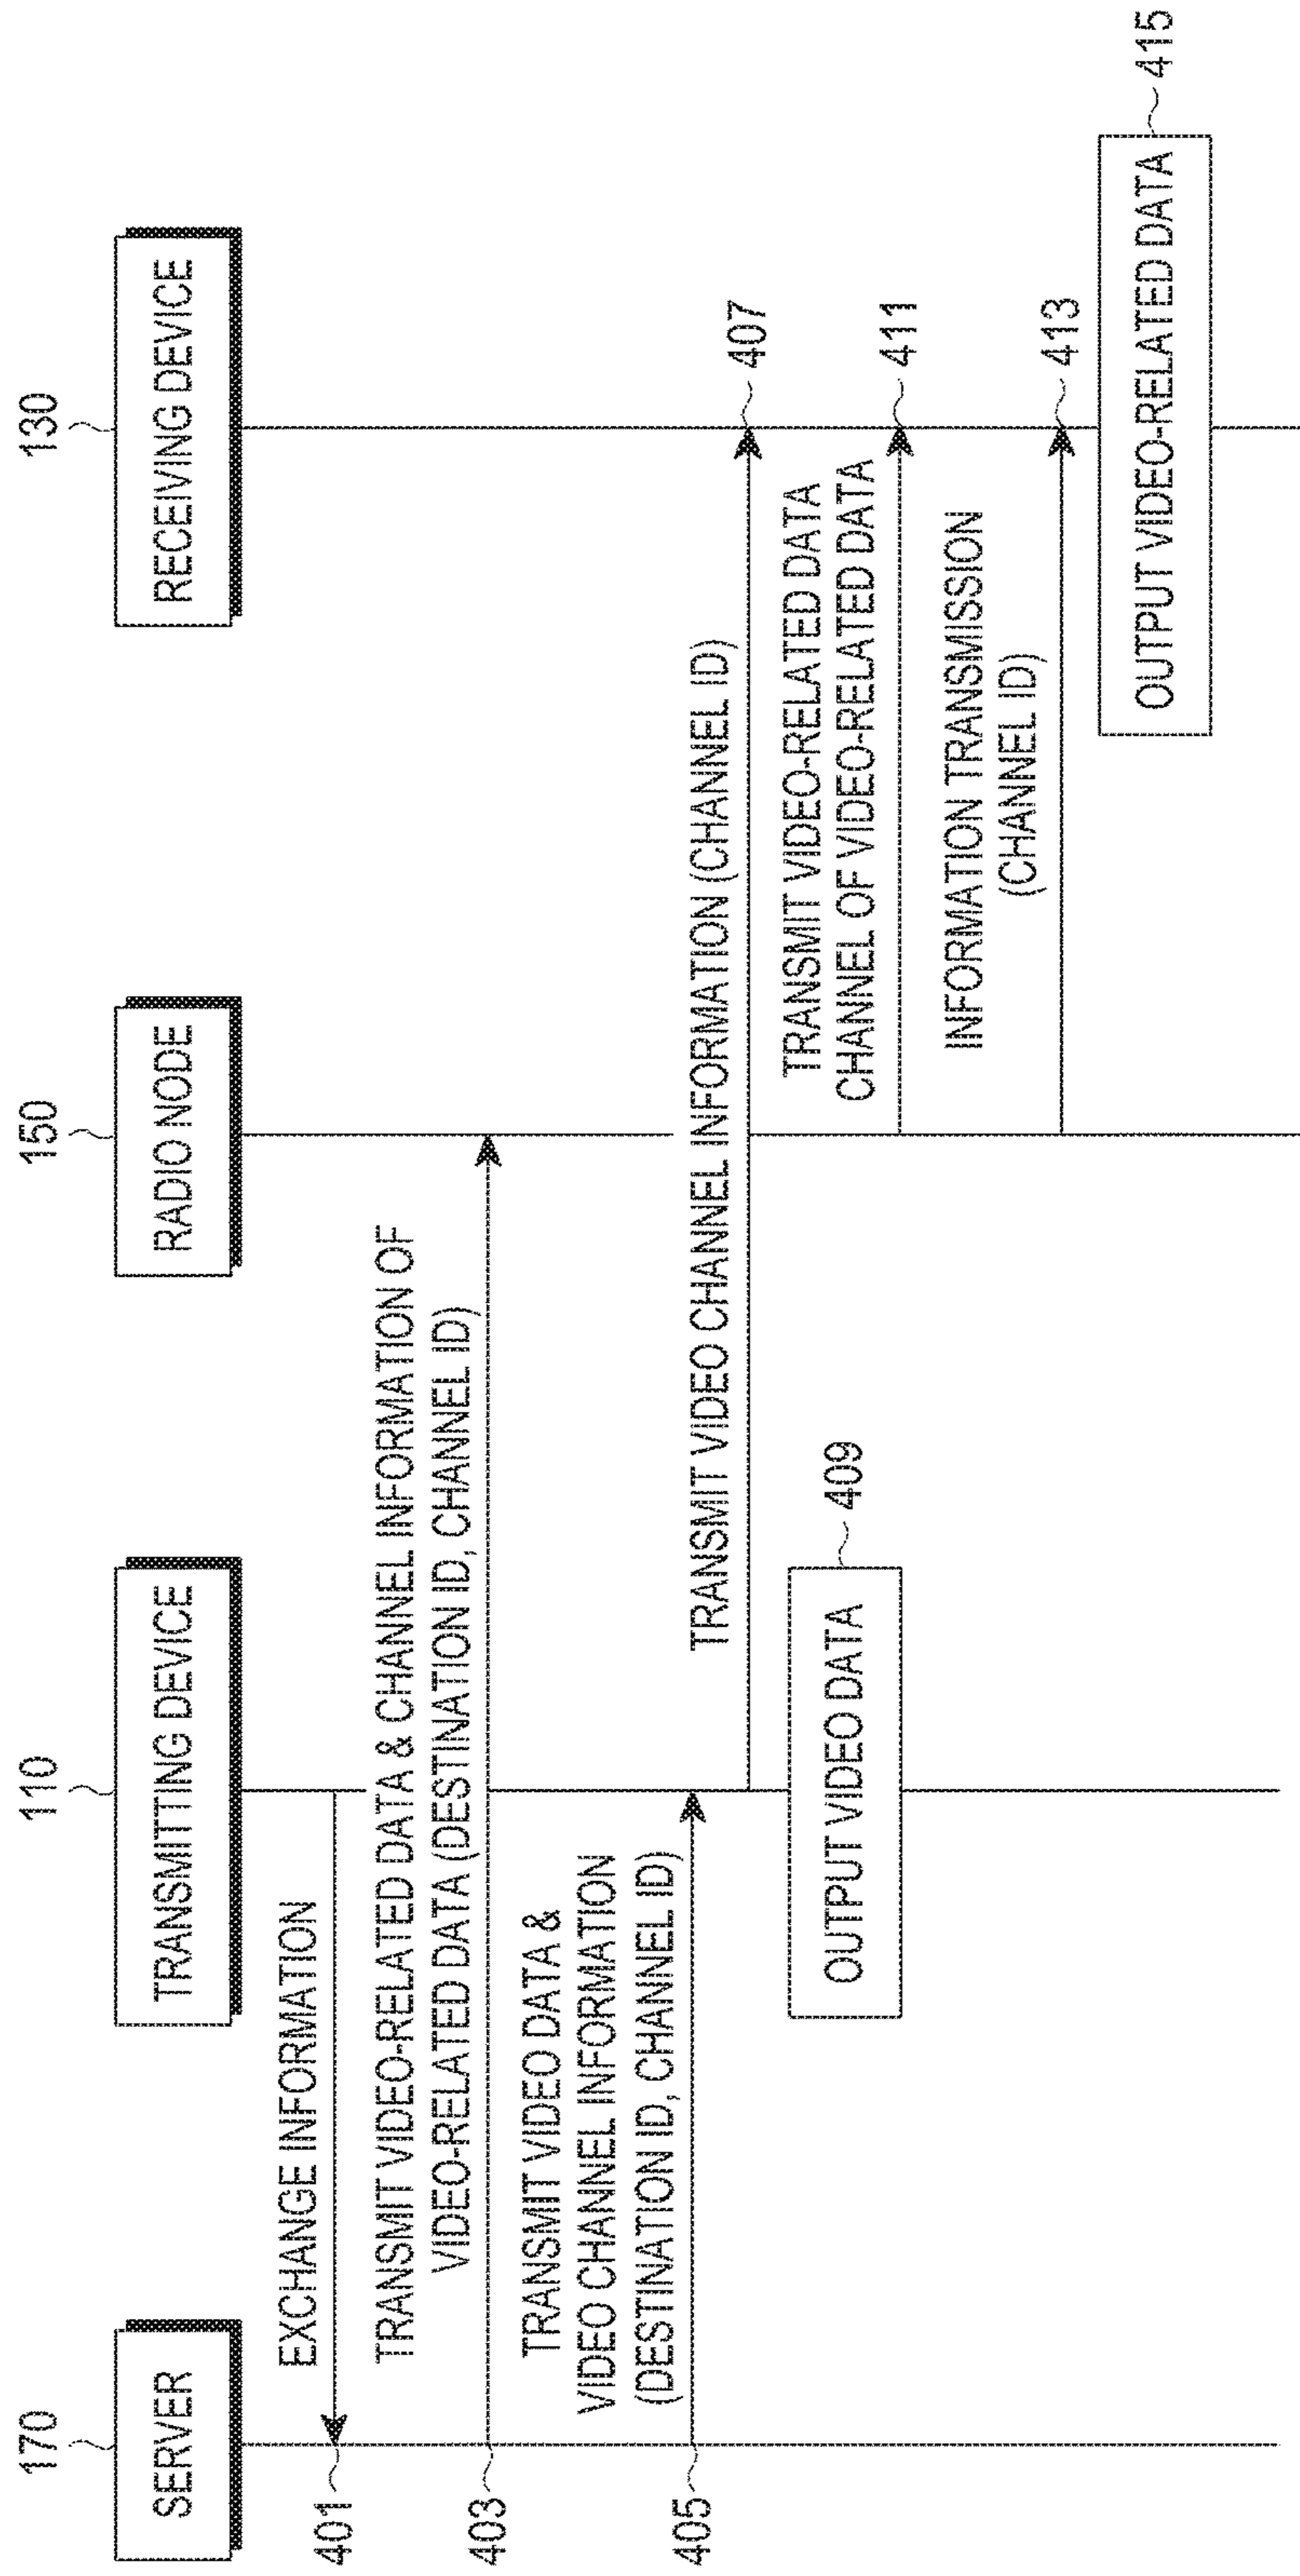 170
110
150
130
SERVER
TRANSMITTING DEVICE
RADIO NODE
RECEIVING DEVICE
EXCHANGE INFORMATION
401
TRANSMIT VIDEO-RELATED DATA & CHANNEL INFORMATION OF
VIDEO-RELATED DATA (DESTINATION ID, CHANNEL ID)
403
TRANSMIT VIDEO DATA &
VIDEO CHANNEL INFORMATION
(DESTINATION ID, CHANNEL ID)
405
TRANSMIT VIDEO CHANNEL INFORMATION (CHANNEL ID)
407
OUTPUT VIDEO DATA
409
TRANSMIT VIDEO-RELATED DATA
CHANNEL OF VIDEO-RELATED DATA
411
INFORMATION TRANSMISSION
(CHANNEL ID)
413
OUTPUT VIDEO-RELATED DATA
415